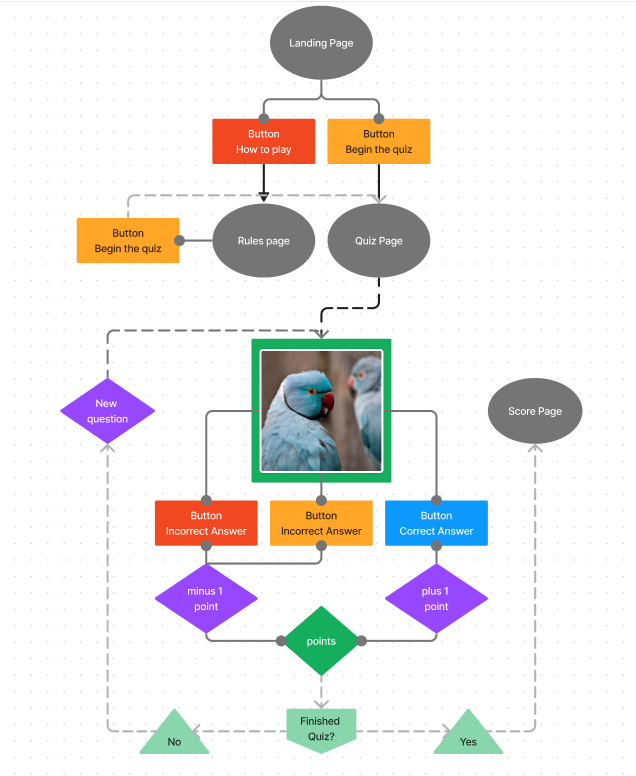 Landing Page
Button
How to play
Button
Begin the quiz
Button
Begin the quiz
Rules page
Quiz Page
New
question
Score Page
Button
Incorrect Answer
Button
Incorrect Answer
Button
Correct Answer
minus 1
point
plus 1
point
points
Finished
Quiz?
No
Yes